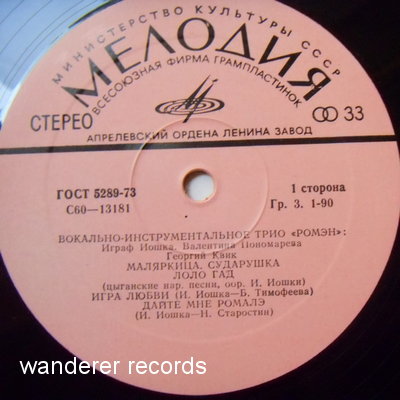 МИНИСТЕРСТВО КУЛЬТУРЫ СССР
МЕЛОДИЯ
ВСЕСОЮЗНАЯ ФИРМА ГРАМПЛАСТИНОК
СТЕРЕО
33
АПРЕЛЕВСКИЙ ОРДЕНА ЛЕНИНА ЗАВОД
ГОСТ 5289-73
1 сторона
С60—13181
Гр. 3. 1-90
ВОКАЛЬНО-ИНСТРУМЕНТАЛЬНОЕ ТРИО «РОМЭН»:
Играф Иошка, Валентина Пономарева
Георгий Квик
МАЛЯРКИЦА, СУДАРУШКА
ЛОЛО ГАД
(цыганские нар. песни, обр. И. Иошки)
ИГРА ЛЮБВИ (И. Иошка—Б. Тимофеева)
ДАЙТЕ МНЕ РОМАЛЭ
(И. Иошка—Н. Старостин)
wanderer records